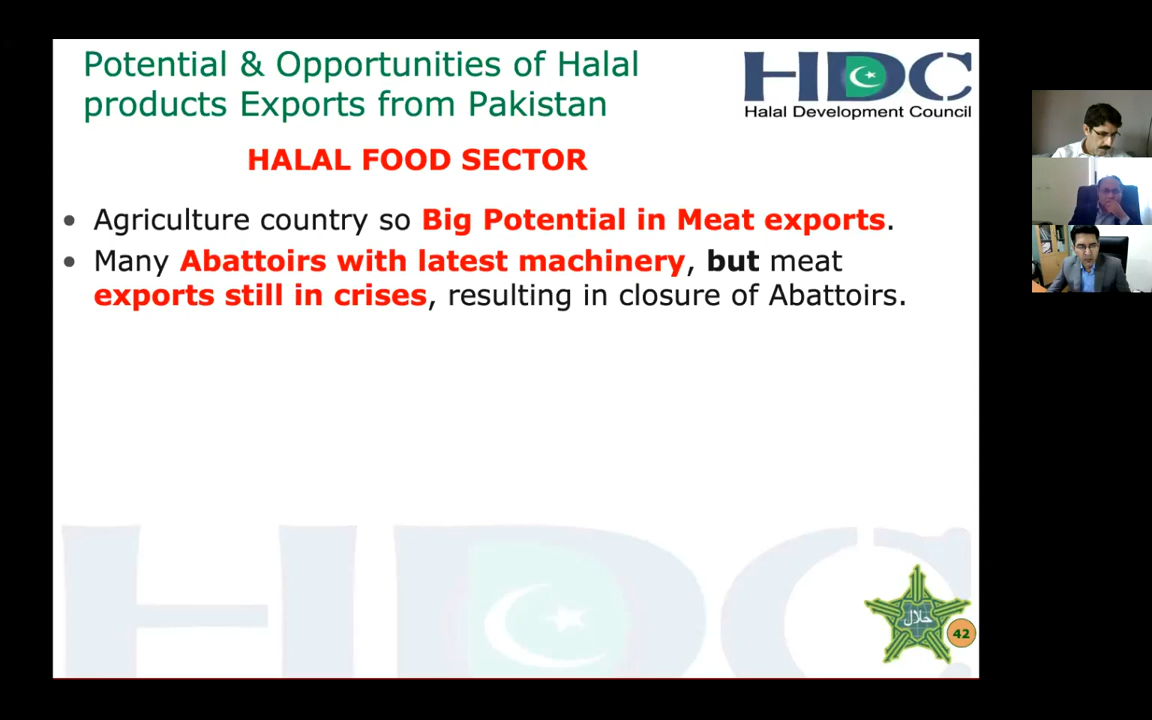 Potential & Opportunities of Halal
products Exports from Pakistan
HDC
Halal Development Council
HALAL FOOD SECTOR
• Agriculture country so Big Potential in Meat exports.
• Many Abattoirs with latest machinery, but meat
exports still in crises, resulting in closure of Abattoirs.
HDC
حلال
42